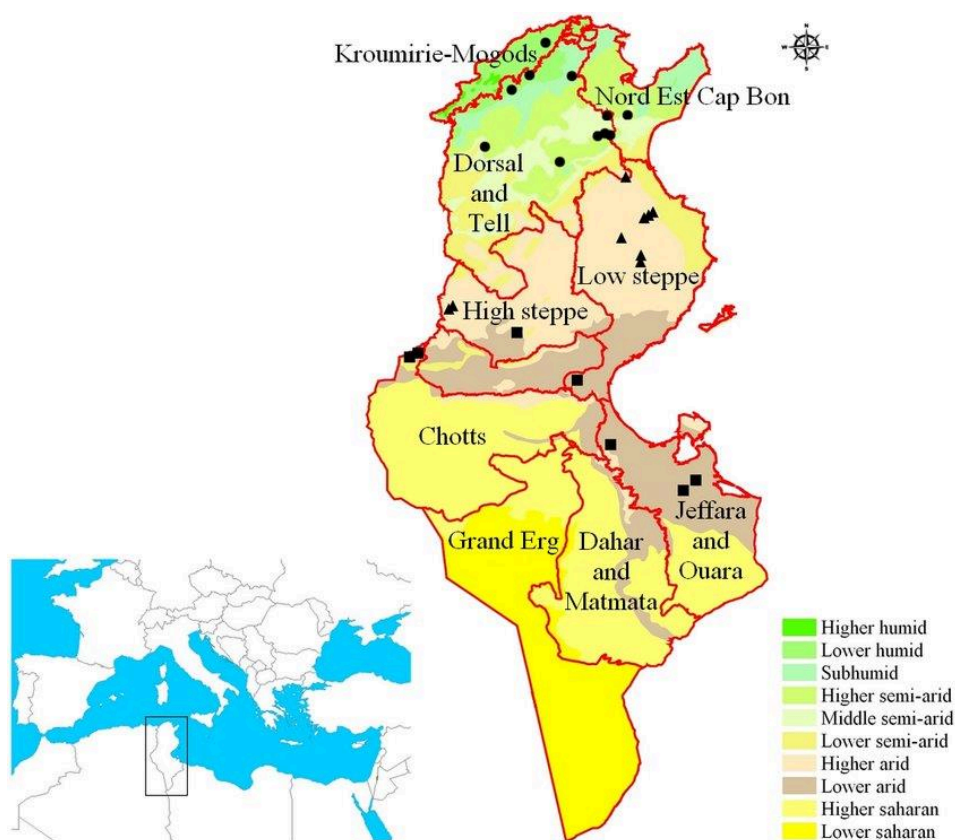 N
W
E
S
Kroumirie-Mogods
Nord Est Cap Bon
Dorsal
and
Tell
Low steppe
High steppe
Chotts
Jeffara
and
Ouara
Grand Erg
Dahar
and
Matmata
Higher humid
Lower humid
Subhumid
Higher semi-arid
Middle semi-arid
Lower semi-arid
Higher arid
Lower arid
Higher saharan
Lower saharan